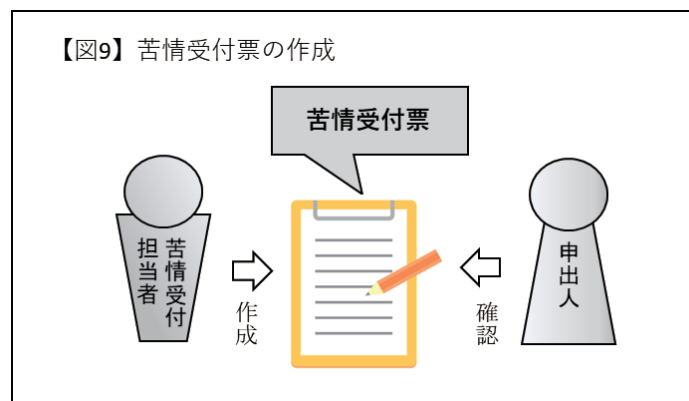 【図9】苦情受付票の作成
苦情受付票
苦情受付
担当者
作成
確認
申出人